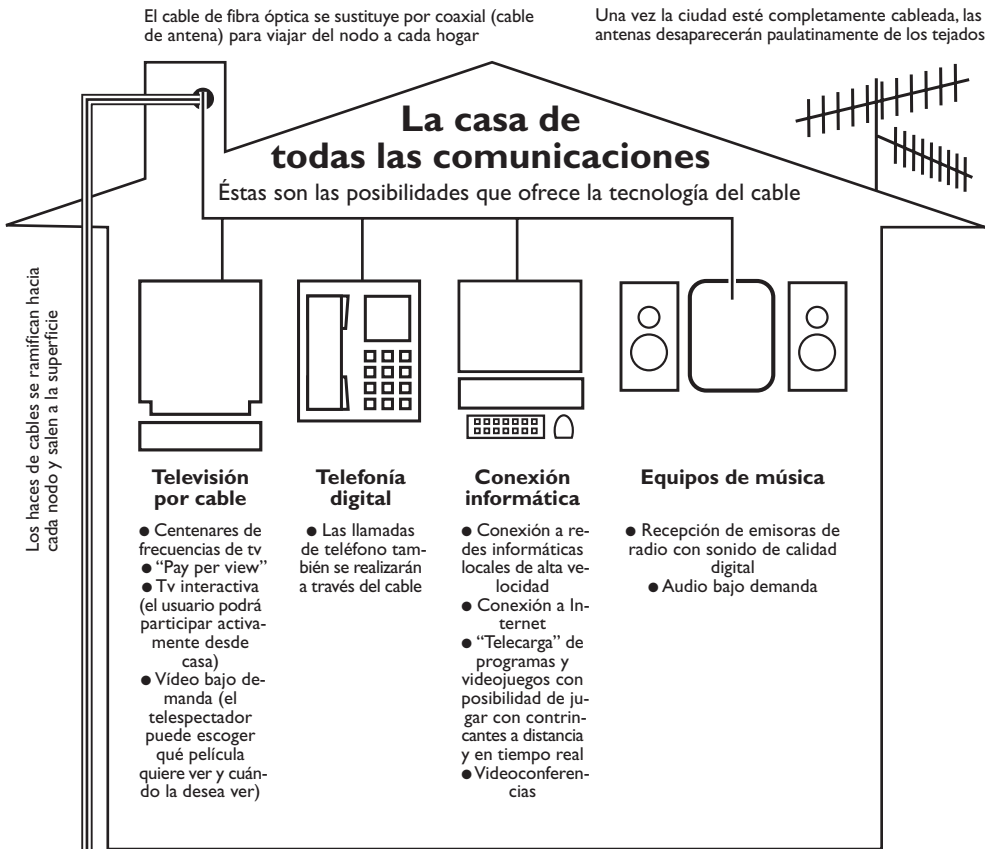 El cable de fibra óptica se sustituye por coaxial (cable
de antena) para viajar del nodo a cada hogar
Una vez la ciudad esté completamente cableada, las
antenas desaparecerán paulatinamente de los tejados
La casa de
todas las comunicaciones
Éstas son las posibilidades que ofrece la tecnología del cable
Los haces de cables se ramifican hacia
cada nodo y salen a la superficie
Televisión
por cable
● Centenares de
frecuencias de tv
● “Pay per view”
● Tv interactiva
(el usuario podrá
participar activa-
mente desde
casa)
● Vídeo bajo de-
manda (el
telespectador
puede escoger
qué película
quiere ver y cuán-
do la desea ver)
Telefonía
digital
● Las llamadas
de teléfono tam-
bién se realizarán
a través del cable
Conexión
informática
● Conexión a re-
des informáticas
locales de alta ve-
locidad
● Conexión a In-
ternet
● “Telecarga” de
programas y
videojuegos con
posibilidad de ju-
gar con contrin-
cantes a distancia
y en tiempo real
● Videoconferen-
cias
Equipos de música
● Recepción de emisoras de
radio con sonido de calidad
digital
● Audio bajo demanda